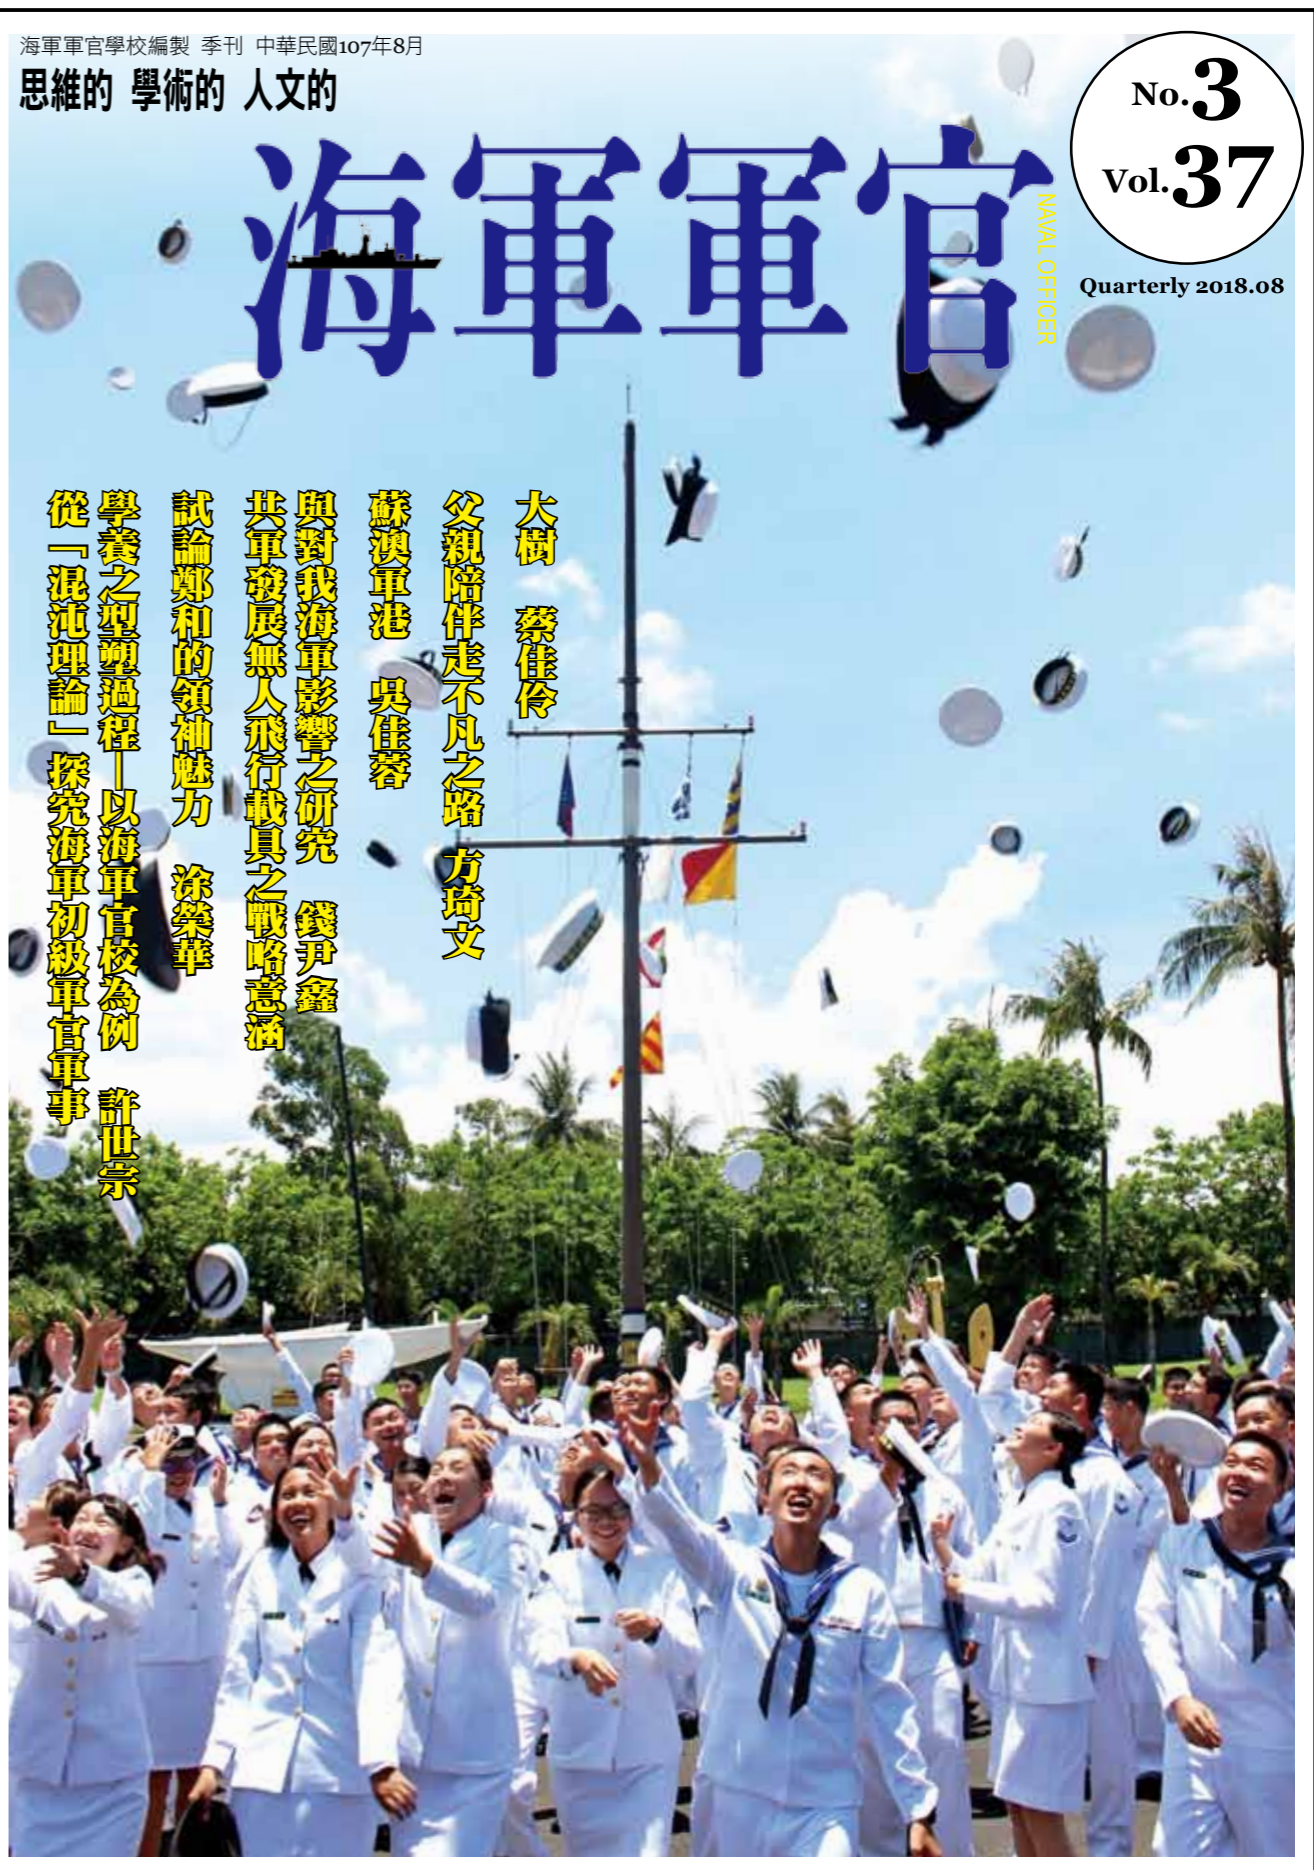 海軍軍官學校編製 季刊 中華民國107年8月
思維的 學術的 人文的
No.3
Vol.37
Quarterly 2018.08
海軍軍官
NAVAL OFFICER
從「混沌理論」探究海軍初級軍官軍事
學養之型塑過程—以海軍官校為例 許世宗
試論鄭和的領袖魅力 涂榮華
共軍發展無人飛行載具之戰略意涵
與對我海軍影響之研究 錢尹鑫
蘇澳軍港 吳佳蓉
父親陪伴走不凡之路 方琦文
大樹 蔡佳伶